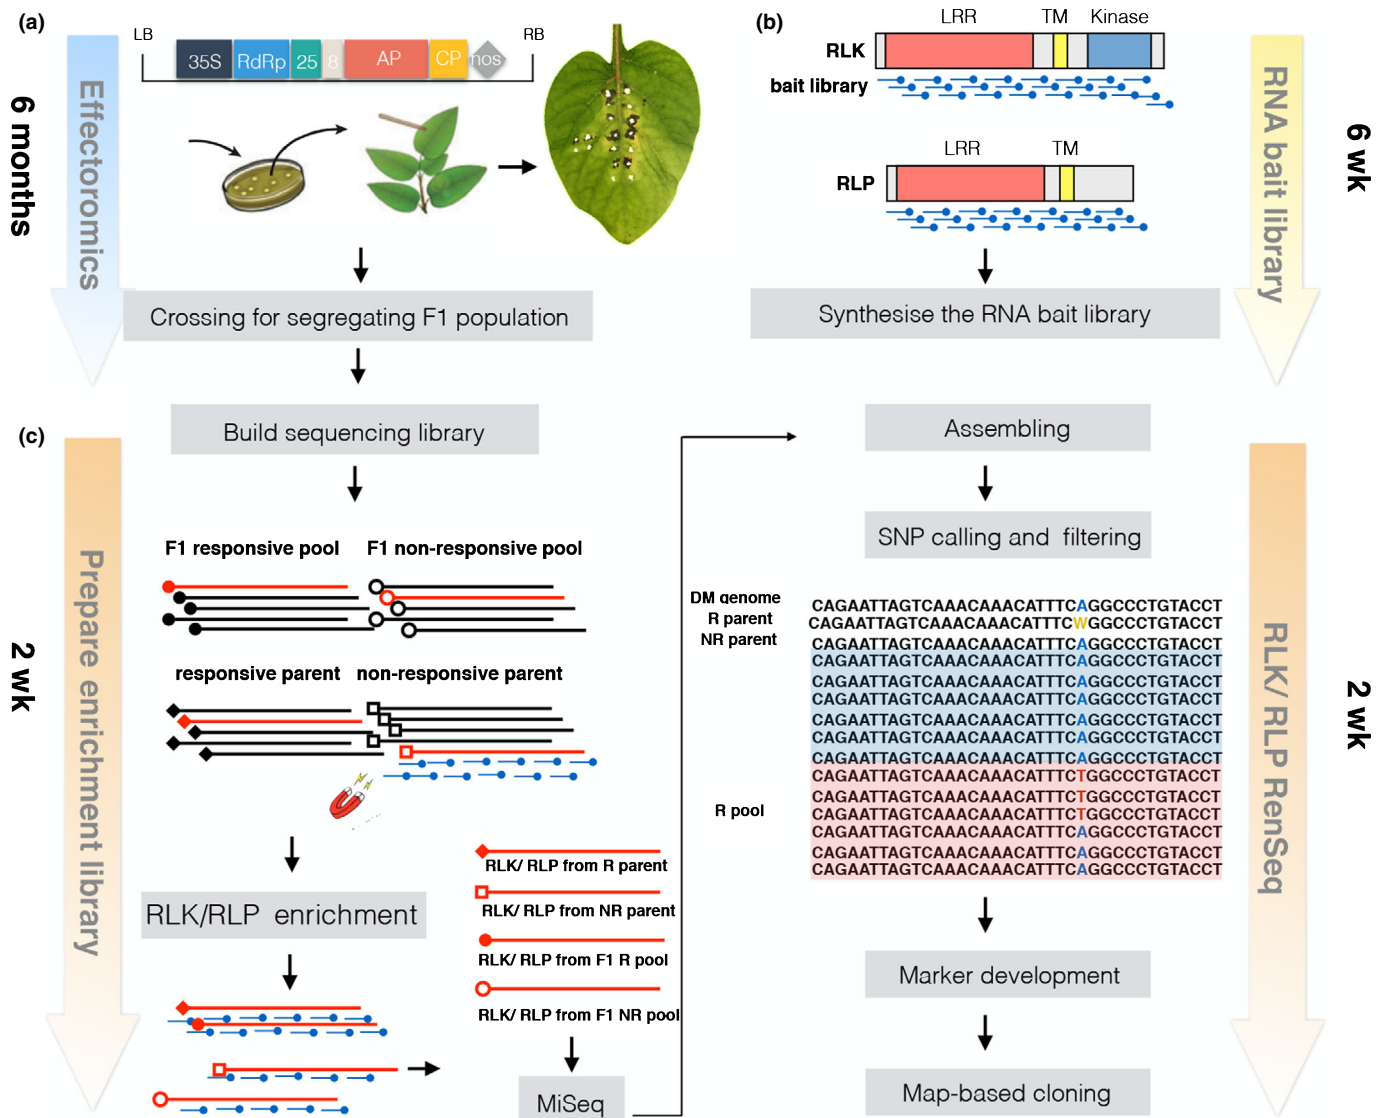 (a)
LB
RB
35S RdRp 25 8 AP CP nos
6 months
Effectoromics
Crossing for segregating F1 population
(b)
LRR TM Kinase
RLK
bait library
LRR TM
RLP
Synthesise the RNA bait library
RNA bait library
6 wk
(c)
Build sequencing library
2 wk
Prepare enrichment library
F1 responsive pool F1 non-responsive pool
responsive parent non-responsive parent
RLK/RLP enrichment
RLK/ RLP from R parent
RLK/ RLP from NR parent
RLK/ RLP from F1 R pool
RLK/ RLP from F1 NR pool
MiSeq
Assembling
SNP calling and filtering
DM genome CAGAATTAGTCAAACAAACATTTCAGGCCCTGTACCT
R parent CAGAATTAGTCAAACAAACATTTCWGGCCCTGTACCT
NR parent CAGAATTAGTCAAACAAACATTTCAGGCCCTGTACCT
CAGAATTAGTCAAACAAACATTTCAGGCCCTGTACCT
CAGAATTAGTCAAACAAACATTTCAGGCCCTGTACCT
CAGAATTAGTCAAACAAACATTTCAGGCCCTGTACCT
CAGAATTAGTCAAACAAACATTTCAGGCCCTGTACCT
CAGAATTAGTCAAACAAACATTTCAGGCCCTGTACCT
CAGAATTAGTCAAACAAACATTTCAGGCCCTGTACCT
CAGAATTAGTCAAACAAACATTTCTGGCCCTGTACCT
CAGAATTAGTCAAACAAACATTTCTGGCCCTGTACCT
R pool CAGAATTAGTCAAACAAACATTTCTGGCCCTGTACCT
CAGAATTAGTCAAACAAACATTTCAGGCCCTGTACCT
CAGAATTAGTCAAACAAACATTTCAGGCCCTGTACCT
CAGAATTAGTCAAACAAACATTTCAGGCCCTGTACCT
Marker development
Map-based cloning
RLK/ RLP RenSeq
2 wk